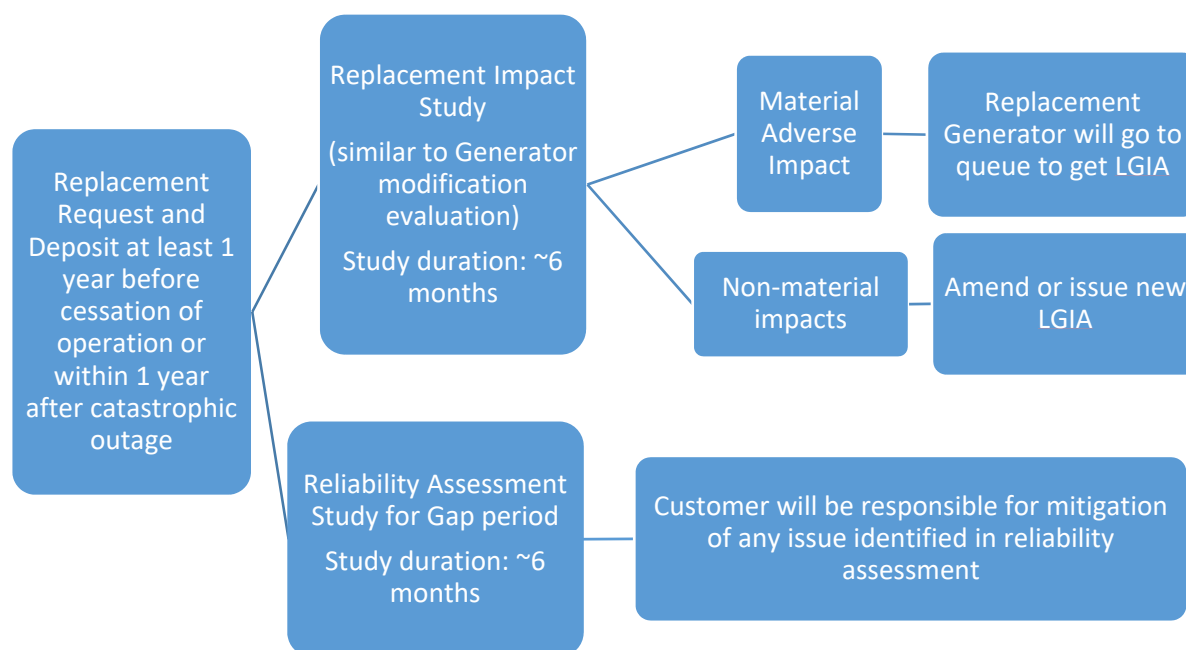 Replacement
Request and
Deposit at least 1
year before
cessation of
operation or
within 1 year
after catastrophic
outage
Replacement Impact
Study
(similar to Generator
modification
evaluation)
Study duration: ~6
months
Material
Adverse
Impact
Replacement
Generator will go to
queue to get LGIA
Non-material
impacts
Amend or issue new
LGIA
Reliability Assessment
Study for Gap period
Study duration: ~6
months
Customer will be responsible for mitigation
of any issue identified in reliability
assessment